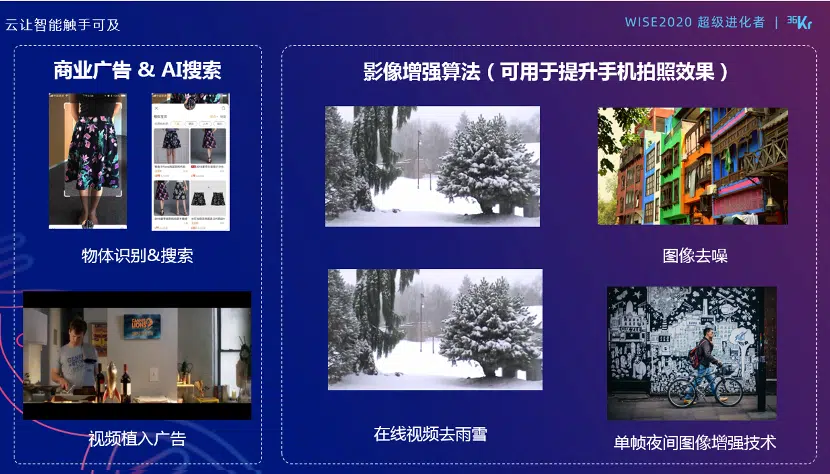 云让智能触手可及
WISE2020 超级进化者 | 36Kr
商业广告 & AI搜索
影像增强算法（可用于提升手机拍照效果）
物体识别&搜索
图像去噪
视频植入广告
在线视频去雨雪
单帧夜间图像增强技术